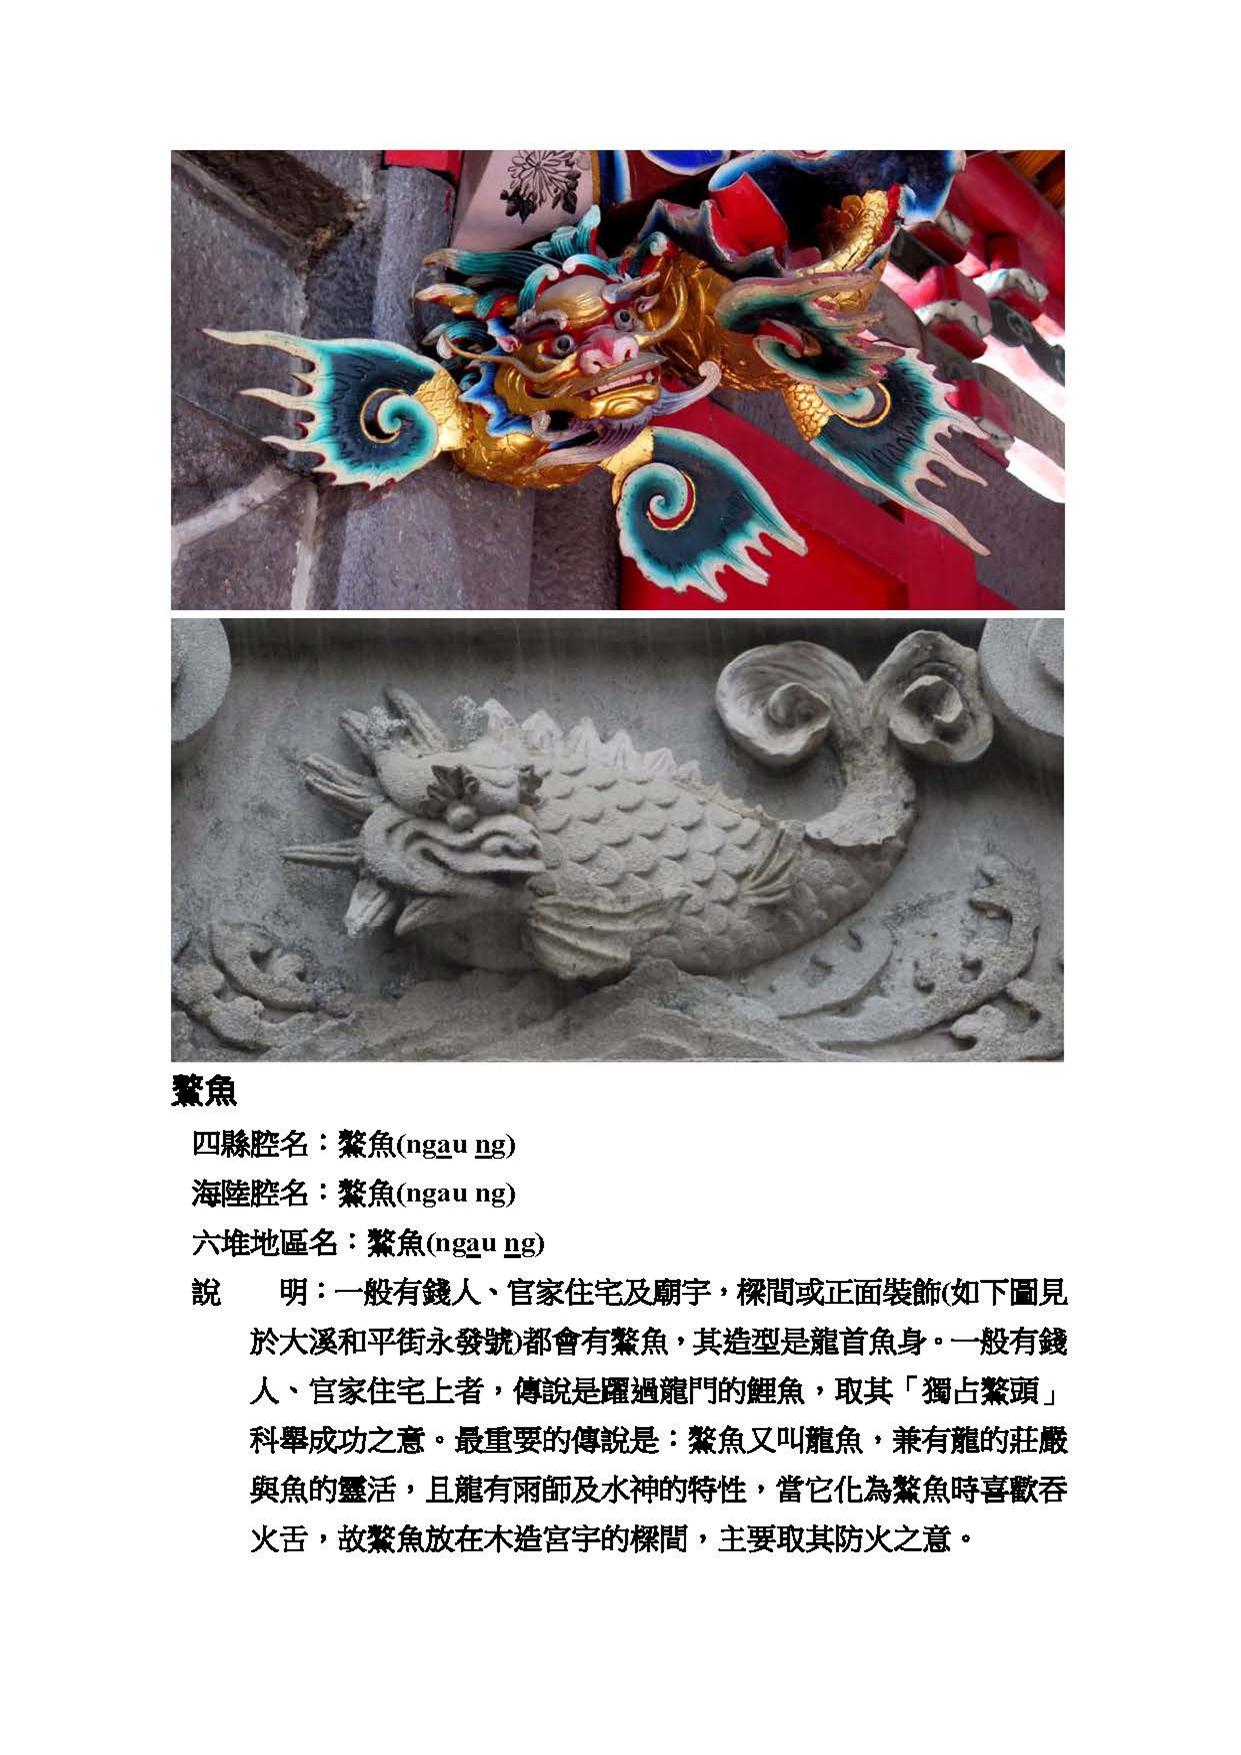 鰲魚
四縣腔名：鰲魚(ngau ng)
海陸腔名：鰲魚(ngau ng)
六堆地區名：鰲魚(ngau ng)
說　　明：一般有錢人、官家住宅及廟宇，樑間或正面裝飾(如下圖見
於大溪和平街永發號)都會有鰲魚，其造型是龍首魚身。一般有錢
人、官家住宅上者，傳說是躍過龍門的鯉魚，取其「獨占鰲頭」
科舉成功之意。最重要的傳說是：鰲魚又叫龍魚，兼有龍的莊嚴
與魚的靈活，且龍有雨師及水神的特性，當它化為鰲魚時喜歡吞
火舌，故鰲魚放在木造宮宇的樑間，主要取其防火之意。